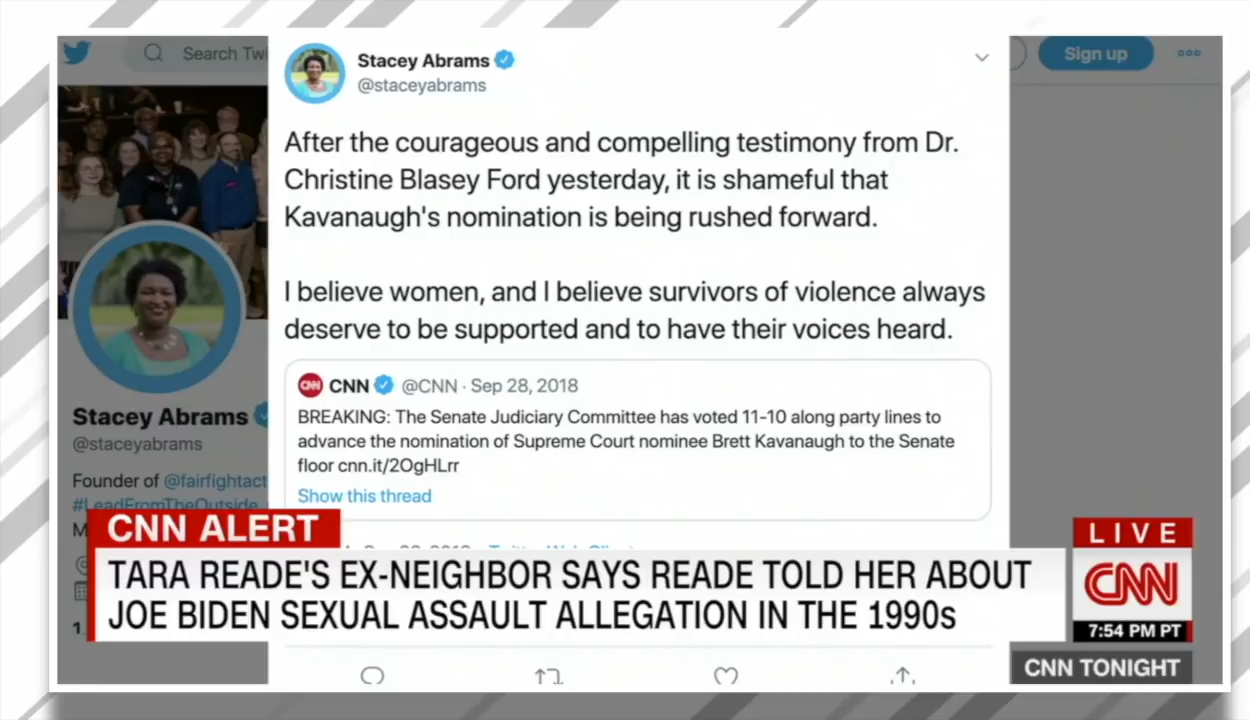 Search Twi
Sign up
Stacey Abrams
@staceyabrams
After the courageous and compelling testimony from Dr.
Christine Blasey Ford yesterday, it is shameful that
Kavanaugh's nomination is being rushed forward.
I believe women, and I believe survivors of violence always
deserve to be supported and to have their voices heard.
CNN
CNN @CNN · Sep 28, 2018
BREAKING: The Senate Judiciary Committee has voted 11-10 along party lines to
advance the nomination of Supreme Court nominee Brett Kavanaugh to the Senate
floor cnn.it/2OgHLrr
Show this thread
Stacey Abrams
@staceyabrams
Founder of @fairfightact
#LeadFromTheOutside
M
1
CNN ALERT
TARA READE'S EX-NEIGHBOR SAYS READE TOLD HER ABOUT
JOE BIDEN SEXUAL ASSAULT ALLEGATION IN THE 1990s
LIVE
CNN
7:54 PM PT
CNN TONIGHT